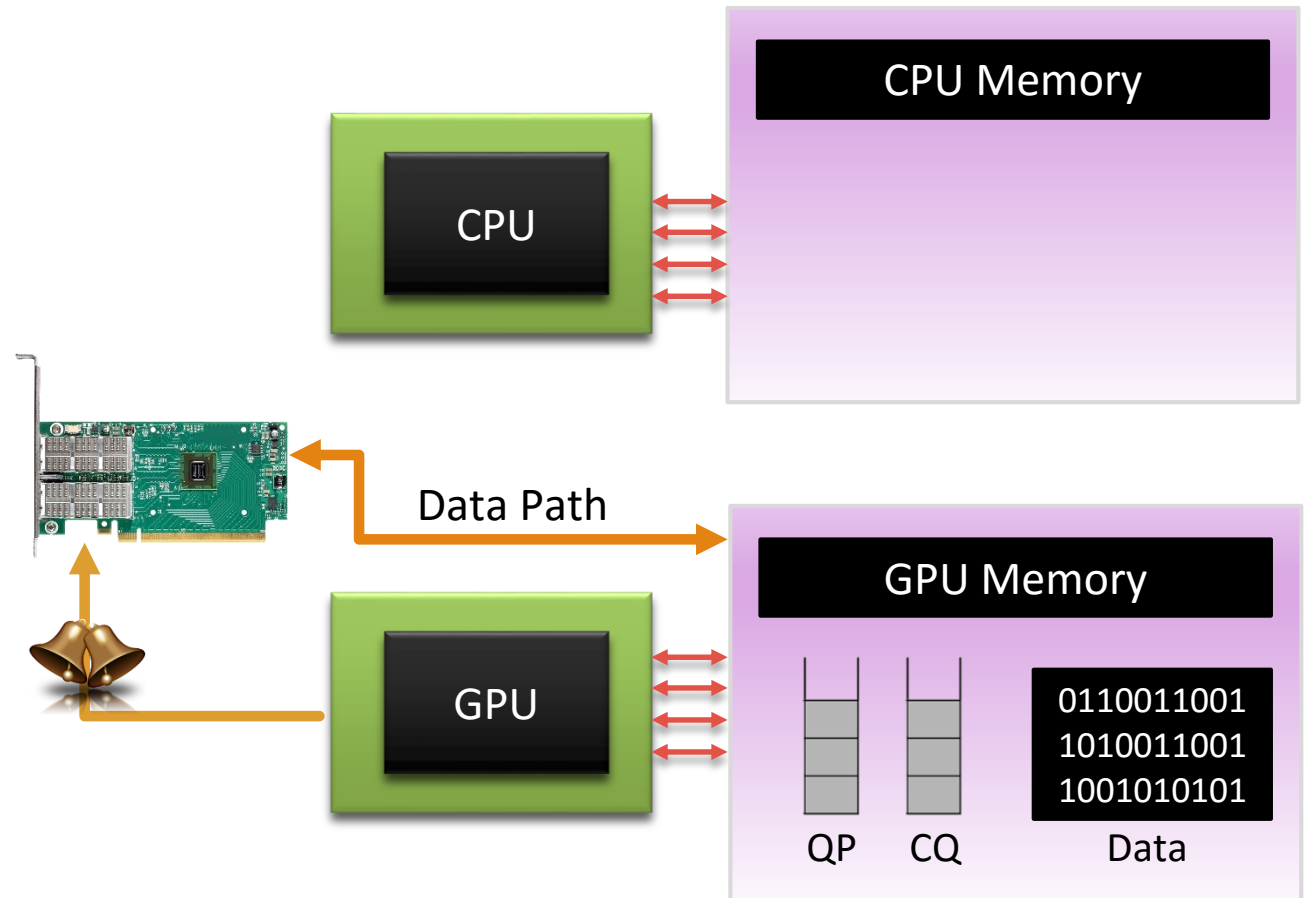 CPU Memory
CPU
Data Path
GPU Memory
GPU
0110011001
1010011001
1001010101
QP
CQ
Data